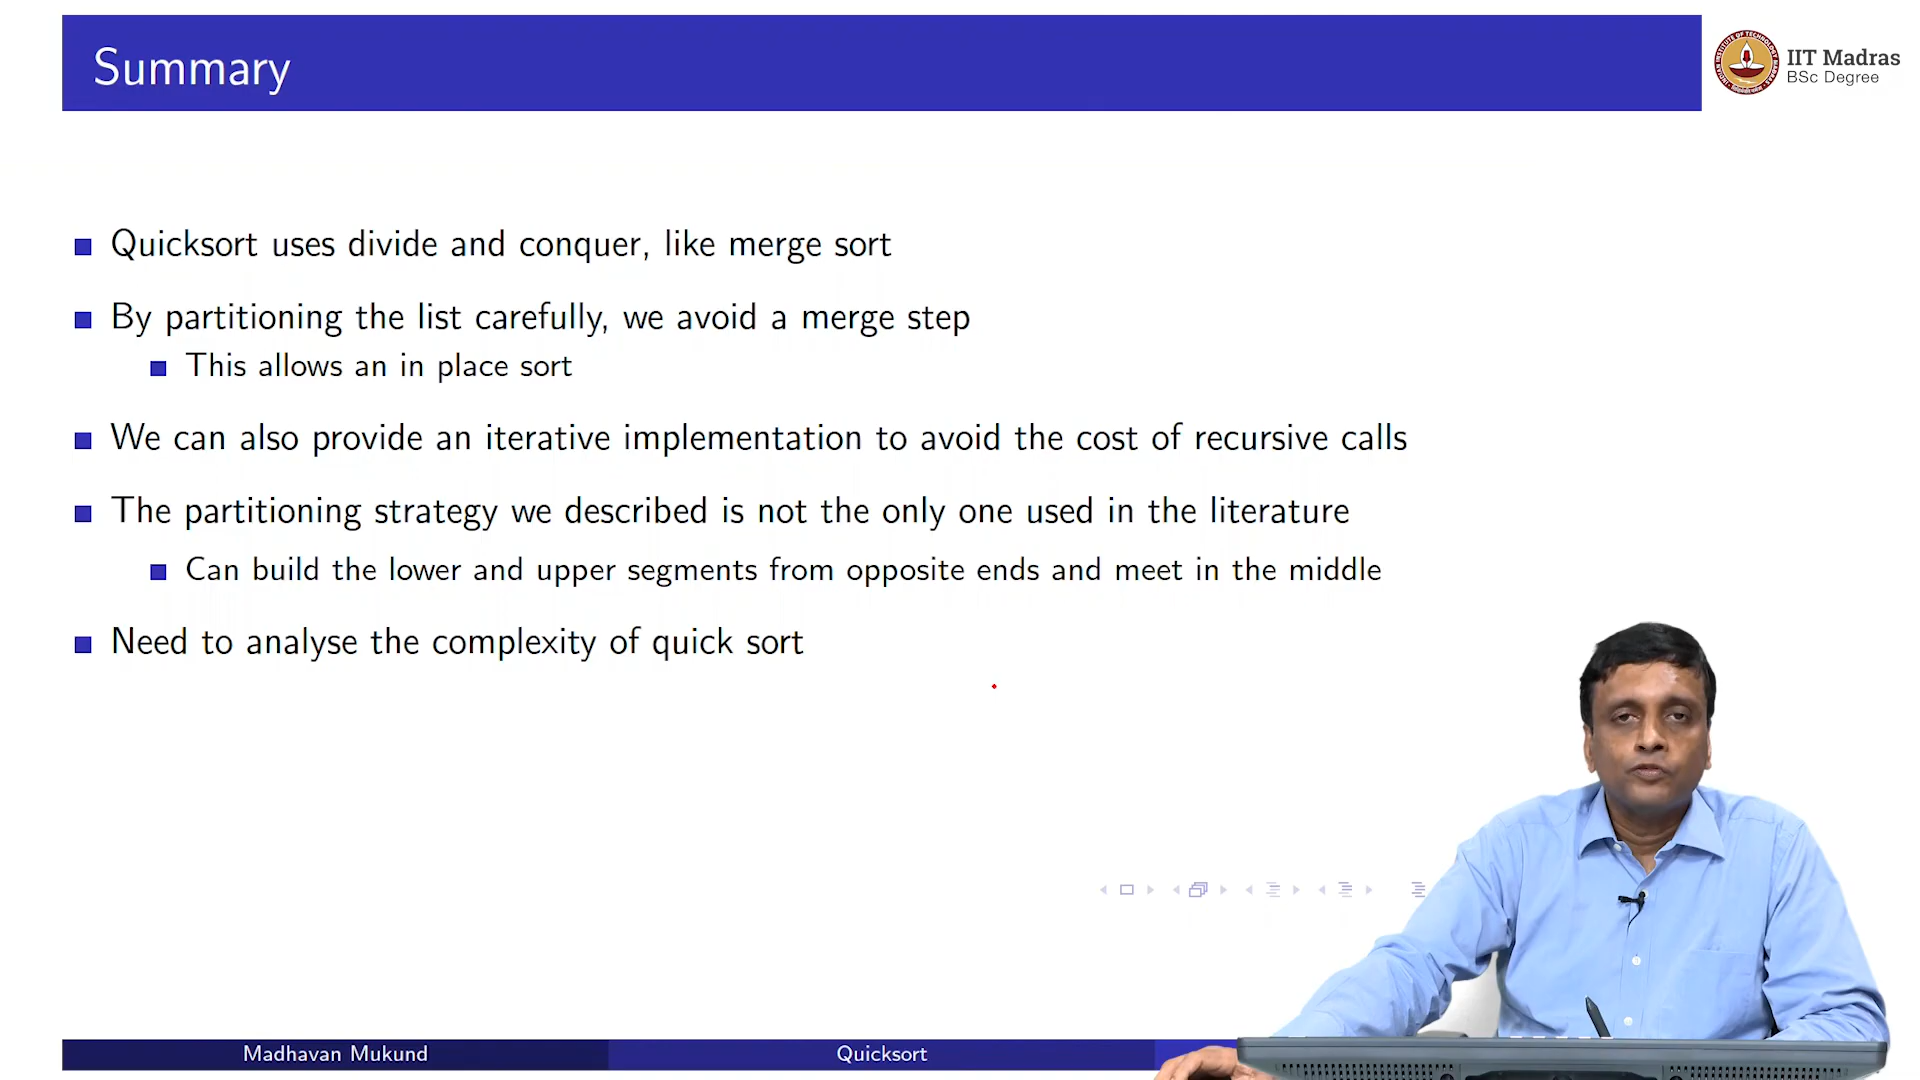 Summary
IIT Madras
BSc Degree
Quicksort uses divide and conquer, like merge sort
By partitioning the list carefully, we avoid a merge step
This allows an in place sort
We can also provide an iterative implementation to avoid the cost of recursive calls
The partitioning strategy we described is not the only one used in the literature
Can build the lower and upper segments from opposite ends and meet in the middle
Need to analyse the complexity of quick sort
Madhavan Mukund
Quicksort